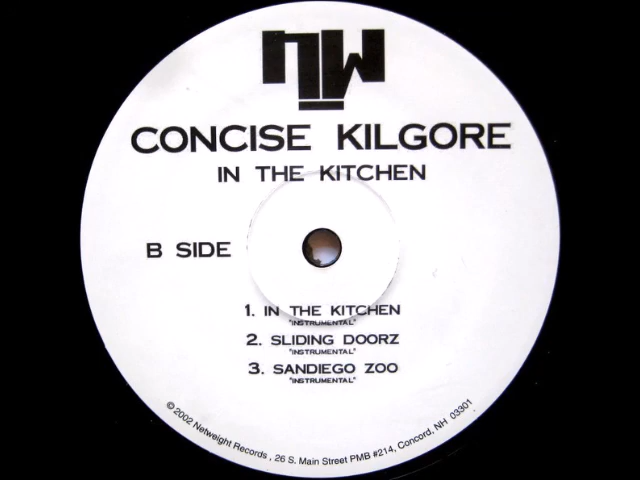 NW
CONCISE KILGORE
IN THE KITCHEN
B SIDE
1. IN THE KITCHEN
"INSTRUMENTAL"
2. SLIDING DOORZ
"INSTRUMENTAL"
3. SANDIEGO ZOO
"INSTRUMENTAL"
© 2002 Netweight Records , 26 S. Main Street PMB #214, Concord, NH 03301